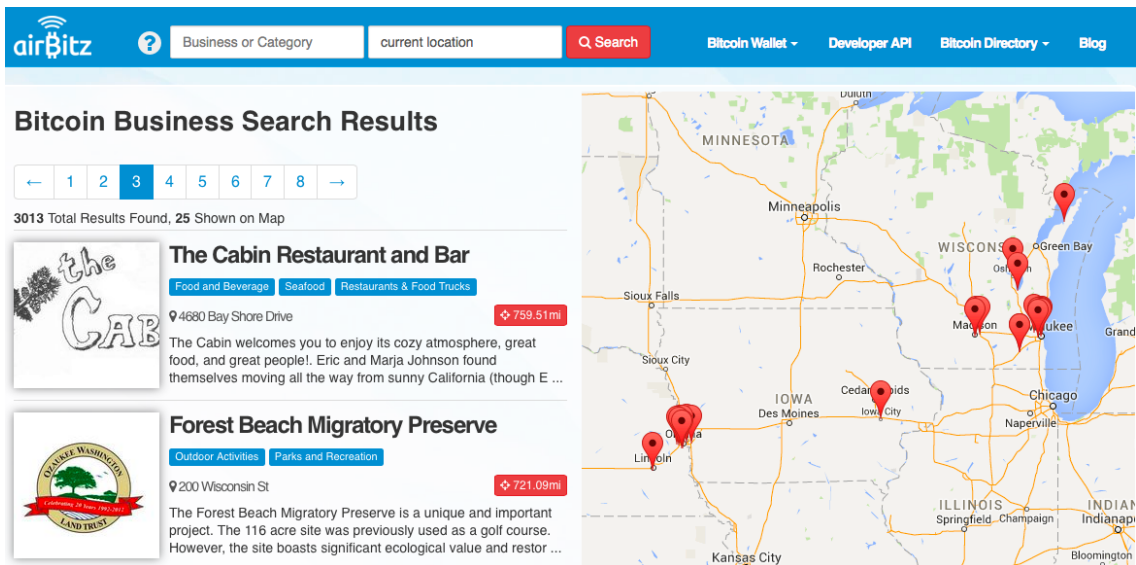 airBitz
?
Business or Category
current location
Search
Bitcoin Wallet
Developer API
Bitcoin Directory
Blog
Bitcoin Business Search Results
← 1 2 3 4 5 6 7 8 →
3013 Total Results Found, 25 Shown on Map
the
CAB
The Cabin Restaurant and Bar
Food and Beverage
Seafood
Restaurants & Food Trucks
4680 Bay Shore Drive
759.51mi
The Cabin welcomes you to enjoy its cozy atmosphere, great
food, and great people!. Eric and Marja Johnson found
themselves moving all the way from sunny California (though E ...
OZAUKEE WASHINGTON
Celebrating 20 Years 1992-2012
LAND TRUST
Forest Beach Migratory Preserve
Outdoor Activities
Parks and Recreation
200 Wisconsin St
721.09mi
The Forest Beach Migratory Preserve is a unique and important
project. The 116 acre site was previously used as a golf course.
However, the site boasts significant ecological value and restor ...
Duluth
MINNESOTA
Minneapolis
WISCONS
Green Bay
Rochester
Sioux Falls
Madison
Grand
Sioux City
Chicago
IOWA
Des Moines
Iowa City
Naperville
Lincoln
ILLINOIS
INDIAN
Springfield
Champaign
Indianap
Bloomington
Kansas City